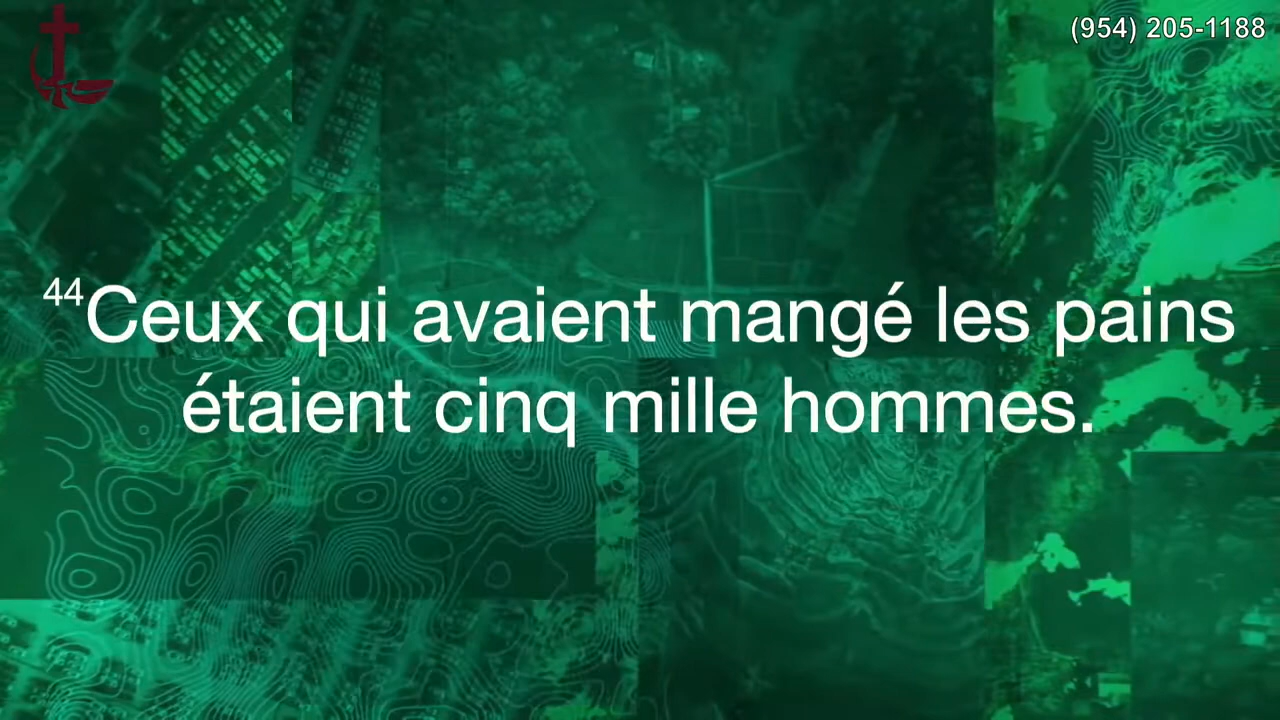 (954) 205-1188
44Ceux qui avaient mangé les pains
étaient cinq mille hommes.